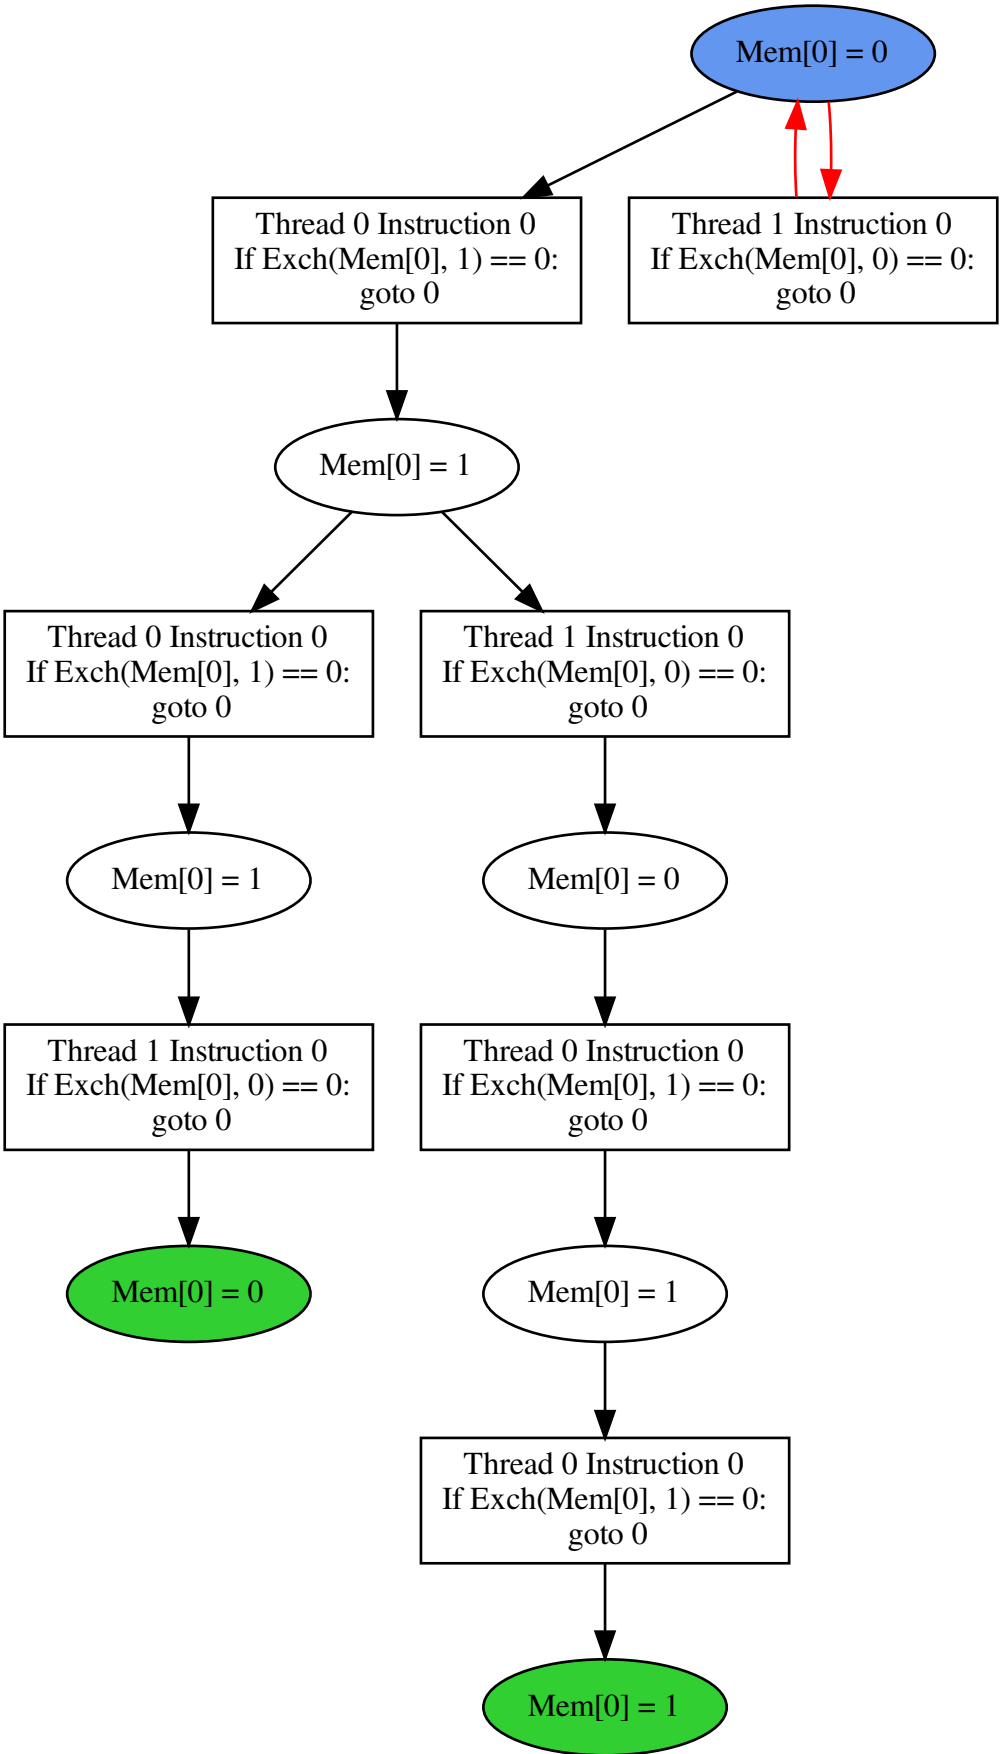 Mem[0] = 0
Thread 0 Instruction 0
If Exch(Mem[0], 1) == 0:
goto 0
Thread 1 Instruction 0
If Exch(Mem[0], 0) == 0:
goto 0
Mem[0] = 1
Thread 0 Instruction 0
If Exch(Mem[0], 1) == 0:
goto 0
Thread 1 Instruction 0
If Exch(Mem[0], 0) == 0:
goto 0
Mem[0] = 1
Mem[0] = 0
Thread 1 Instruction 0
If Exch(Mem[0], 0) == 0:
goto 0
Thread 0 Instruction 0
If Exch(Mem[0], 1) == 0:
goto 0
Mem[0] = 0
Mem[0] = 1
Thread 0 Instruction 0
If Exch(Mem[0], 1) == 0:
goto 0
Mem[0] = 1